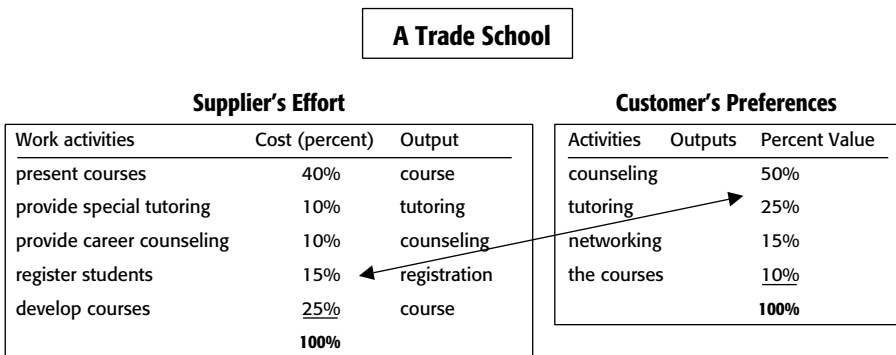 A Trade School
Supplier's Effort
Work activities Cost (percent) Output
present courses 40% course
provide special tutoring 10% tutoring
provide career counseling 10% counseling
register students 15% registration
develop courses 25% course
100%
Customer's Preferences
Activities Outputs Percent Value
counseling 50%
tutoring 25%
networking 15%
the courses 10%
100%